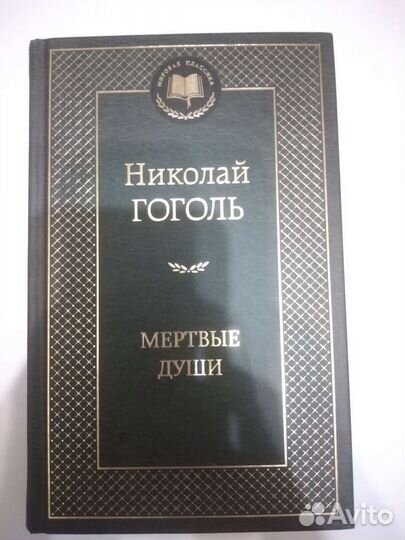 МИРОВАЯ КЛАССИКА
Николай
ГОГОЛЬ
МЕРТВЫЕ
ДУШИ
Avito